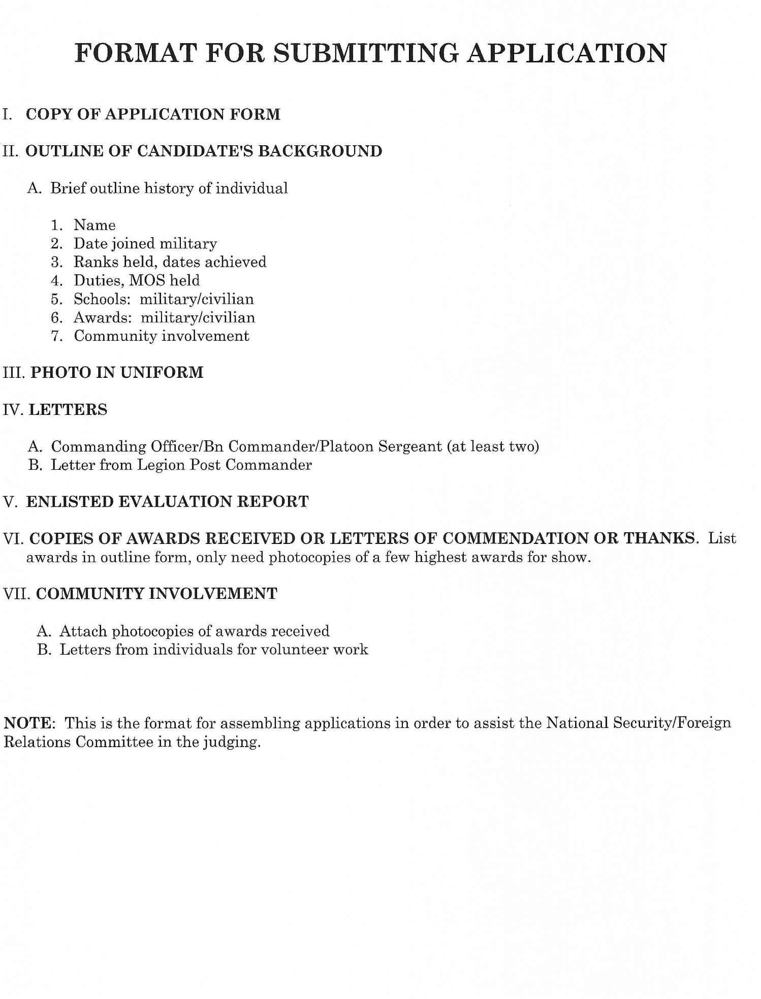 FORMAT FOR SUBMITTING APPLICATION
I. COPY OF APPLICATION FORM
II. OUTLINE OF CANDIDATE'S BACKGROUND
A. Brief outline history of individual
1. Name
2. Date joined military
3. Ranks held, dates achieved
4. Duties, MOS held
5. Schools: military/civilian
6. Awards: military/civilian
7. Community involvement
III. PHOTO IN UNIFORM
IV. LETTERS
A. Commanding Officer/Bn Commander/Platoon Sergeant (at least two)
B. Letter from Legion Post Commander
V. ENLISTED EVALUATION REPORT
VI. COPIES OF AWARDS RECEIVED OR LETTERS OF COMMENDATION OR THANKS. List
awards in outline form, only need photocopies of a few highest awards for show.
VII. COMMUNITY INVOLVEMENT
A. Attach photocopies of awards received
B. Letters from individuals for volunteer work
NOTE: This is the format for assembling applications in order to assist the National Security/Foreign
Relations Committee in the judging.